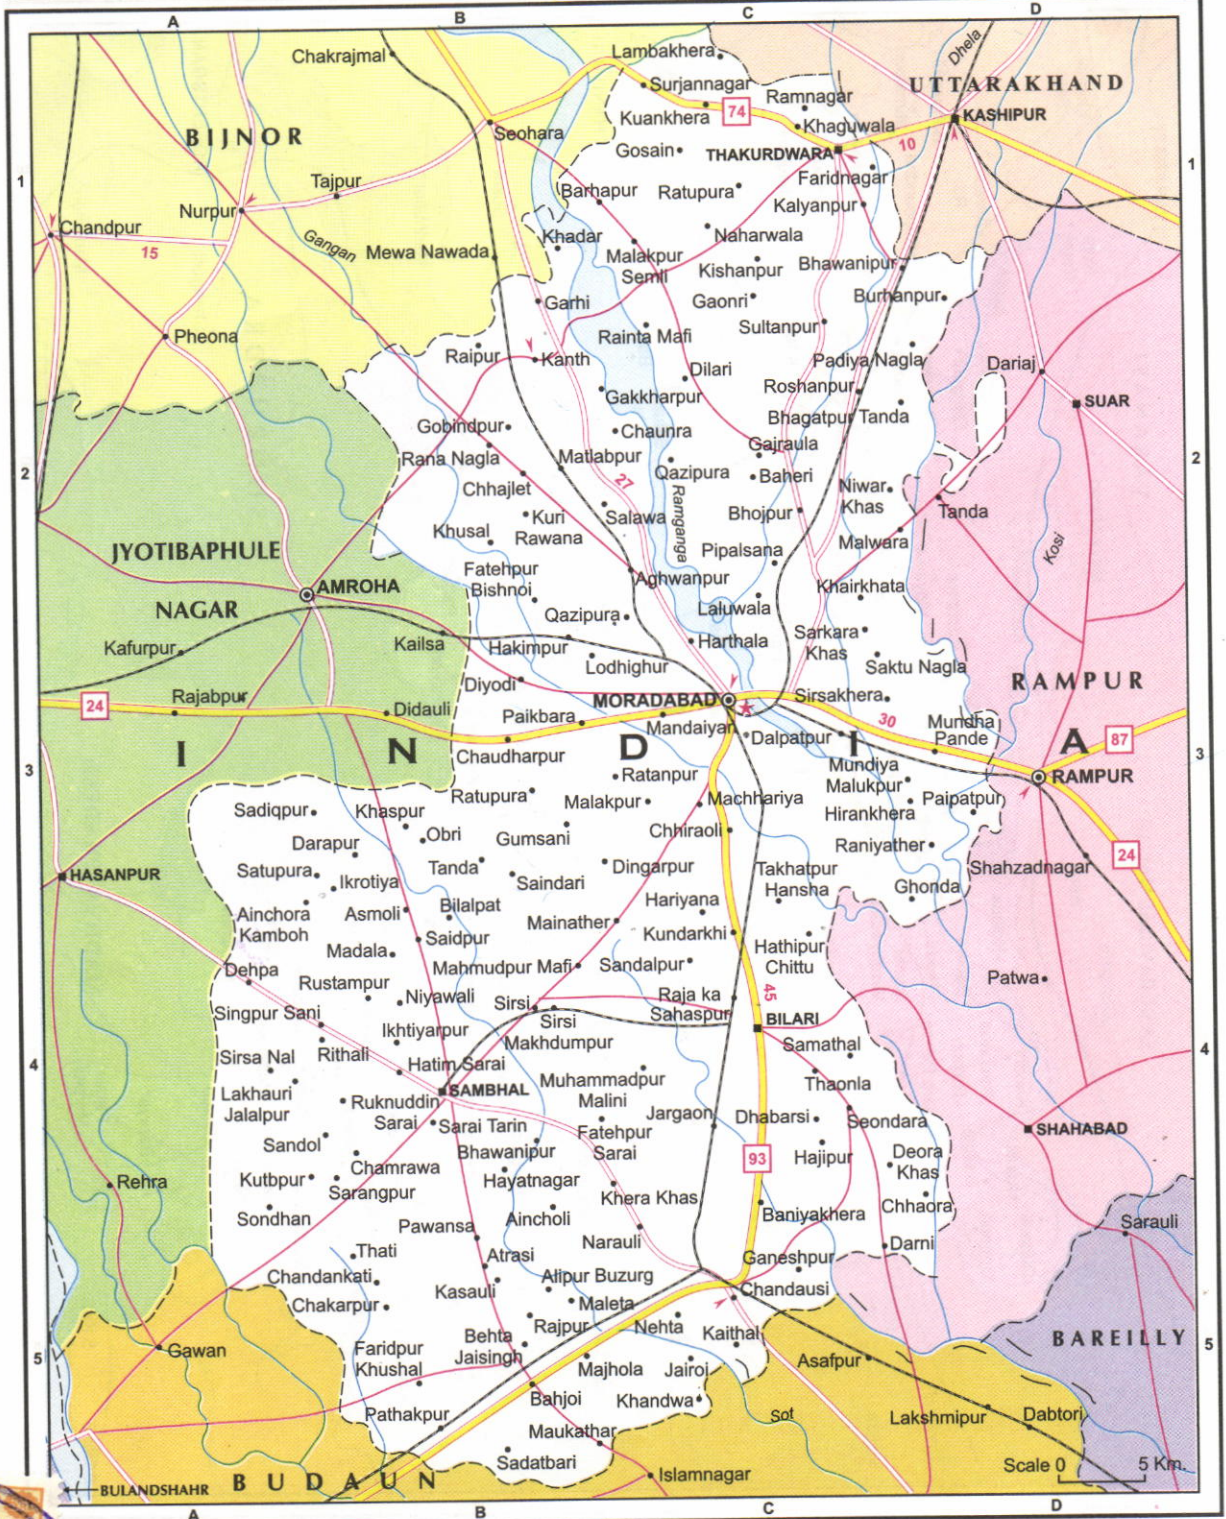 A
B
C
D
Chakrajmal
Lambakhera
Dhela
Surjannagar
UTTARAKHAND
Ramnagar
74
Kuankhera
KASHIPUR
BIJNOR
Seohara
Khaguwala
10
Gosain
THAKURDWARA
1
1
Tajpur
Barhapur
Ratupura
Faridnagar
Nurpur
Kalyanpur
Chandpur
Gangan
Khadar
Naharwala
15
Mewa Nawada
Malakpur
Semli
Kishanpur
Bhawanipur
Garhi
Gaonri
Burhanpur
Pheona
Rainta Mafi
Sultanpur
Raipur
Kanth
Padiya Nagla
Dariaj
Dilari
Roshanpur
Gakkharpur
SUAR
Bhagatpur Tanda
Gobindpur
Chaunra
Gajraula
Rana Nagla
Matlabpur
2
2
Qazipura
Baheri
27
Chhajlet
Niwar
Khas
Ramganga
Tanda
Kuri
Rawana
Salawa
Bhojpur
Khusal
Malwara
Kosi
JYOTIBAPHULE
NAGAR
Pipalsana
Fatehpur
Bishnoi
Aghwanpur
AMROHA
Khairkhata
Laluwala
Qazipura
Kailsa
Harthala
Sarkara
Khas
Kafurpur
Hakimpur
Lodhighur
Saktu Nagla
RAMPUR
Diyodi
Rajabpur
MORADABAD
Sirsakhera
24
Didauli
Paikbara
30
Mandaiyan
Mundha
Pande
Dalpatpur
87
I N D I A
Chaudharpur
3
3
Mundiya
Malukpur
Ratanpur
RAMPUR
Ratupura
Malakpur
Machhariya
Paipatpur
Sadiqpur
Khaspur
Hirankhera
Obri
Gumsani
Chhiraoli
Darapur
Raniyather
24
Tanda
Dingarpur
Satupura
Ikrotiya
Takhatpur
Hansha
Shahzadnagar
HASANPUR
Saindari
Ghonda
Ainchora
Kamboh
Asmoli
Bilalpat
Hariyana
Mainather
Saidpur
Kundarkhi
Hathipur
Chittu
Madala
Dehpa
Mahmudpur Mafi
Sandalpur
Rustampur
Patwa
Niyawali
Sirsi
Raja ka
Sahaspur
45
Singpur Sani
Sirsi
Makhdumpur
BILARI
Ikhtiyarpur
Rithali
Samathal
Sirsa Nal
Hatim Sarai
4
4
Muhammadpur
Malini
Thaonla
SAMBHAL
Lakhauri
Jalalpur
Ruknuddin
Sarai
Jargaon
Dhabarsi
Seondara
Sarai Tarin
SHAHABAD
Fatehpur
Sarai
Sandol
Bhawanipur
93
Hajipur
Deora
Khas
Chamrawa
Hayatnagar
Kutbpur
Rehra
Sarangpur
Khera Khas
Chhaora
Sondhan
Aincholi
Baniyakhera
Pawansa
Sarauli
Narauli
Darni
Thati
Atrasi
Ganeshpur
Chandankati
Alipur Buzurg
Kasauli
Chandausi
Chakarpur
Maleta
Rajpur
Nehta
Kaithal
BAREILLY
Behta
Jaisingh
Faridpur
Khushal
Gawan
5
5
Asafpur
Majhola
Jairoi
Bahjoi
Khandwa
Pathakpur
Sot
Lakshmipur
Dabtori
Maukathar
Sadatbari
Scale 0 5 Km.
Islamnagar
BULANDSHAHR
BUDAUN
A
B
C
D